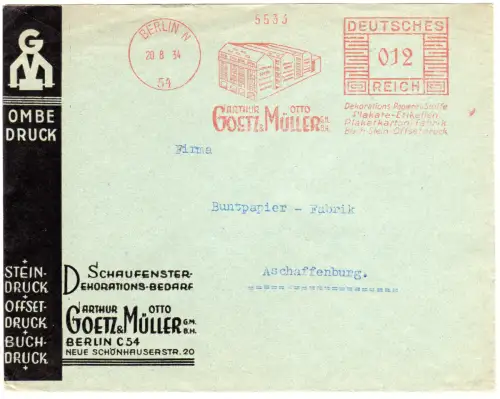 GM
OMBE
DRUCK
STEIN-
DRUCK
OFFSET-
DRUCK
BUCH-
DRUCK
BERLIN N
20.8.34
54
5533
ARTHUR OTTO
GOETZ & MÜLLER G.M.
B.H.
DEUTSCHES
012
REICH
Dekorations Papiere u. Stoffe
Plakate-Etiketten
Plakatkarton Fabrik
Buch-Stein-Offsetdruck
Firma
Buntpapier - Fabrik
Aschaffenburg.
SCHAUFENSTER-
DEKORATIONS-BEDARF
ARTHUR OTTO
GOETZ & MÜLLER G.M.
B.H.
BERLIN C 54
NEUE SCHÖNHAUSERSTR. 20